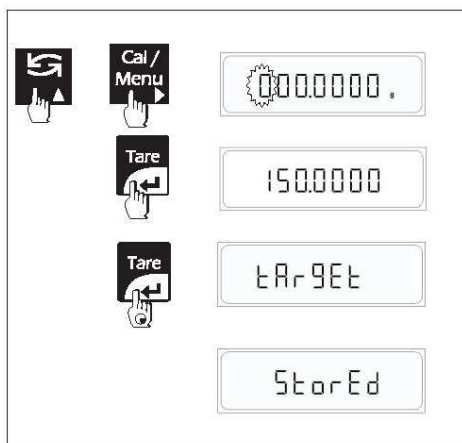 Cal /
Menu
000.0000.
Tare
150.0000
Tare
tArgEt
StorEd